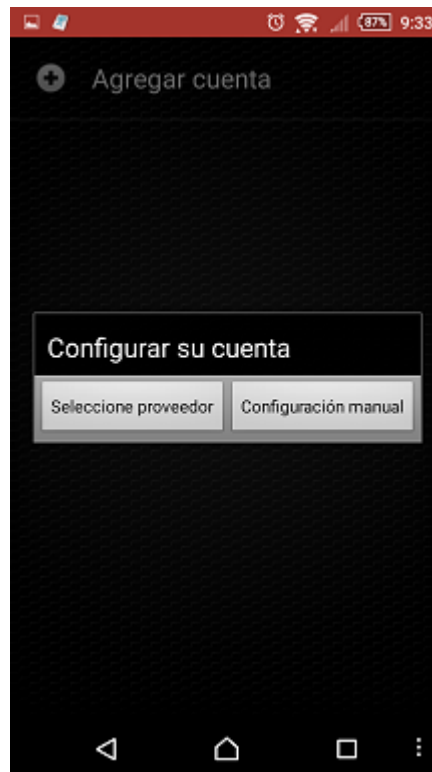 87% 9:33
Agregar cuenta
Configurar su cuenta
Seleccione proveedor Configuración manual